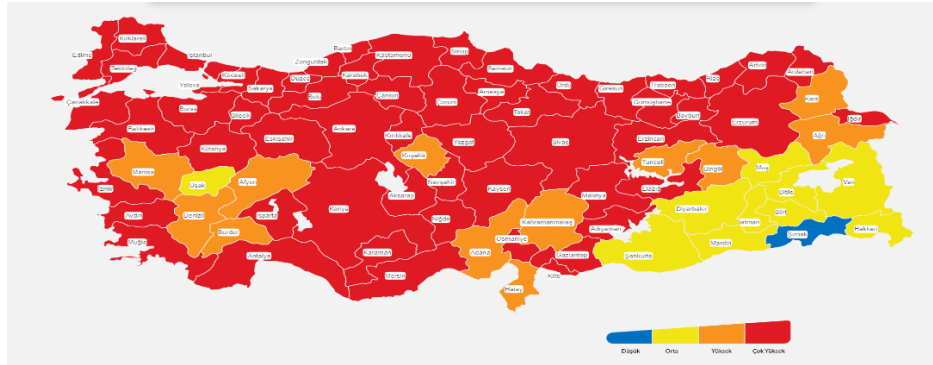 Kırklareli
Edirne
Tekirdağ
İstanbul
Yalova
Kocaeli
Sakarya
Düzce
Zonguldak
Bartın
Karabük
Kastamonu
Sinop
Samsun
Ordu
Giresun
Trabzon
Rize
Artvin
Ardahan
Çanakkale
Bursa
Bilecik
Bolu
Çankırı
Çorum
Amasya
Tokat
Gümüşhane
Bayburt
Erzurum
Kars
Iğdır
Balıkesir
Kütahya
Eskişehir
Ankara
Kırıkkale
Yozgat
Sivas
Erzincan
Ağrı
Manisa
Uşak
Afyon
Kırşehir
Nevşehir
Kayseri
Malatya
Elazığ
Tunceli
Bingöl
Muş
Bitlis
Van
İzmir
Aydın
Denizli
Isparta
Konya
Aksaray
Niğde
Kahramanmaraş
Adıyaman
Diyarbakır
Batman
Siirt
Şırnak
Hakkari
Muğla
Burdur
Antalya
Karaman
Mersin
Adana
Osmaniye
Gaziantep
Kilis
Hatay
Şanlıurfa
Mardin
Düşük
Orta
Yüksek
Çok Yüksek